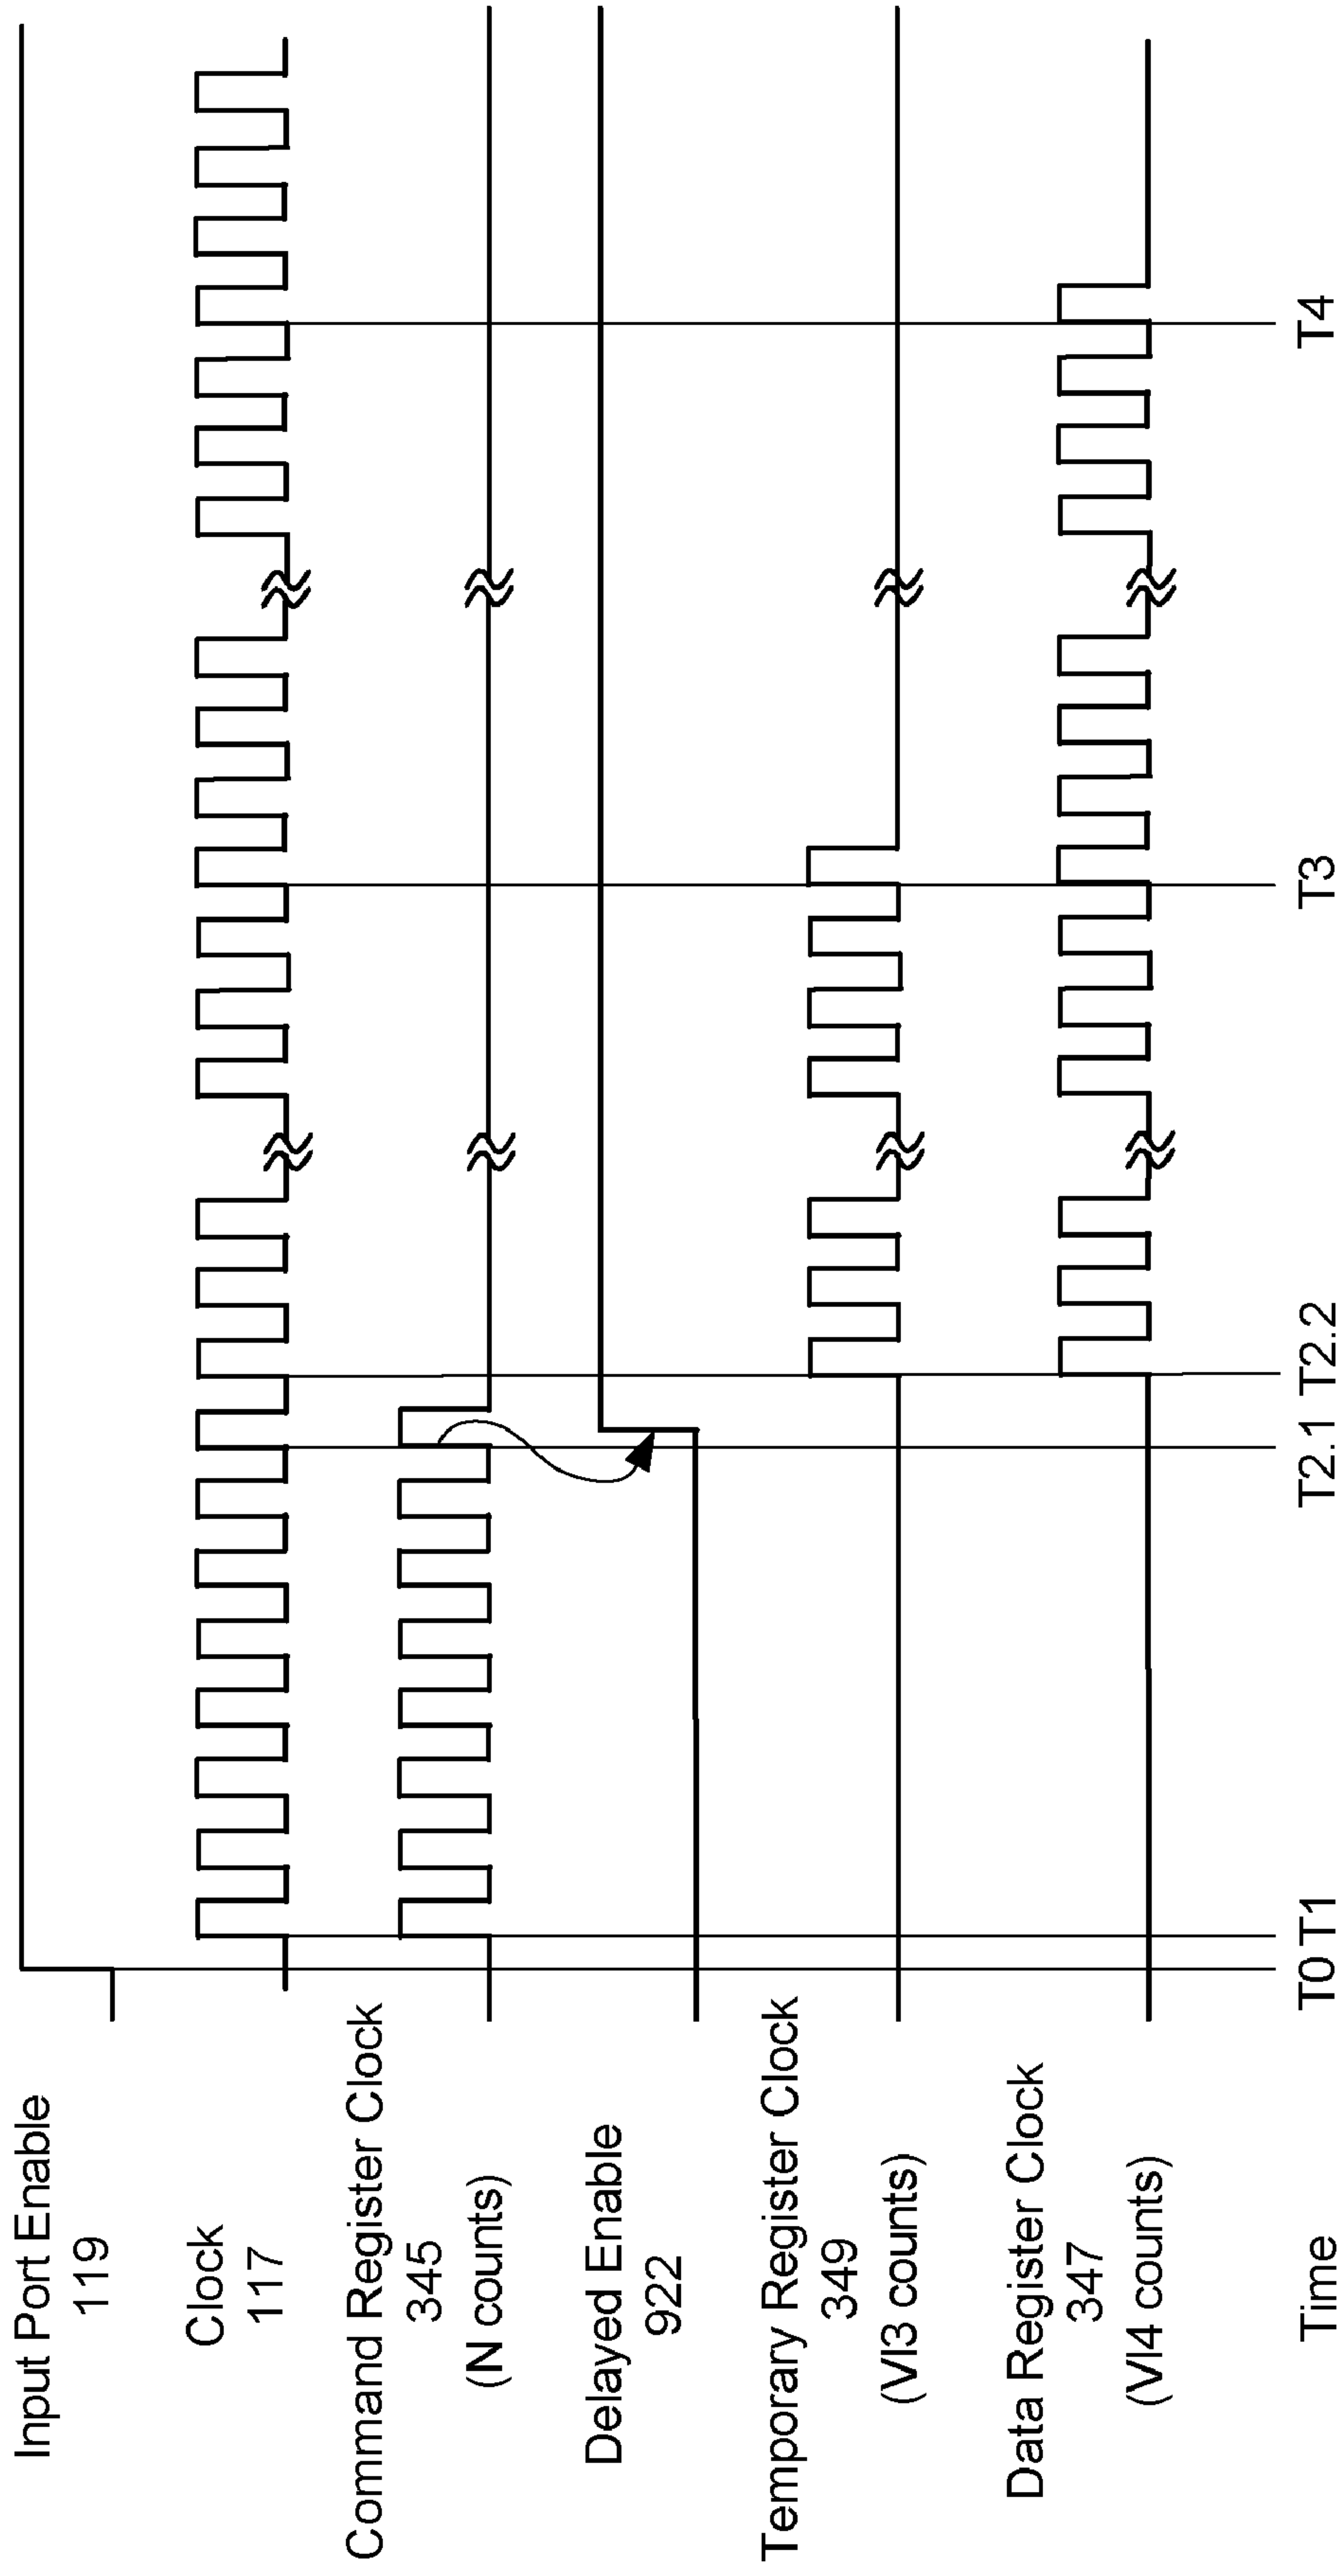 Input Port Enable
119
Clock
117
Command Register Clock
345
(N counts)
Delayed Enable
922
Temporary Register Clock
349
(VI3 counts)
Data Register Clock
347
(VI4 counts)
Time T0 T1 T2.1 T2.2 T3 T4